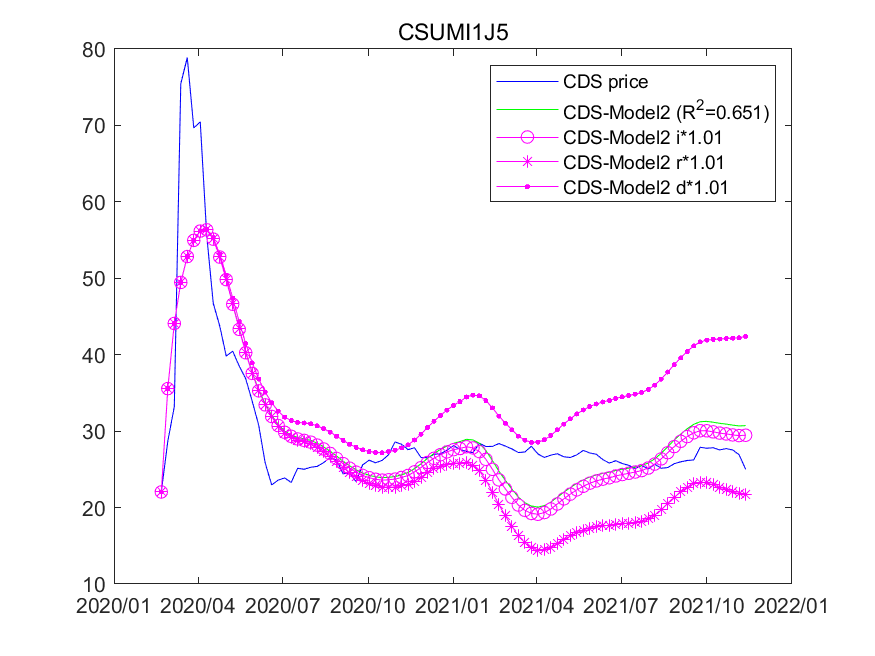 CSUMI1J5
80
70
60
50
40
30
20
10
CDS price
CDS-Model2 (R²=0.651)
CDS-Model2 i*1.01
CDS-Model2 r*1.01
CDS-Model2 d*1.01
2020/01 2020/04 2020/07 2020/10 2021/01 2021/04 2021/07 2021/10 2022/01